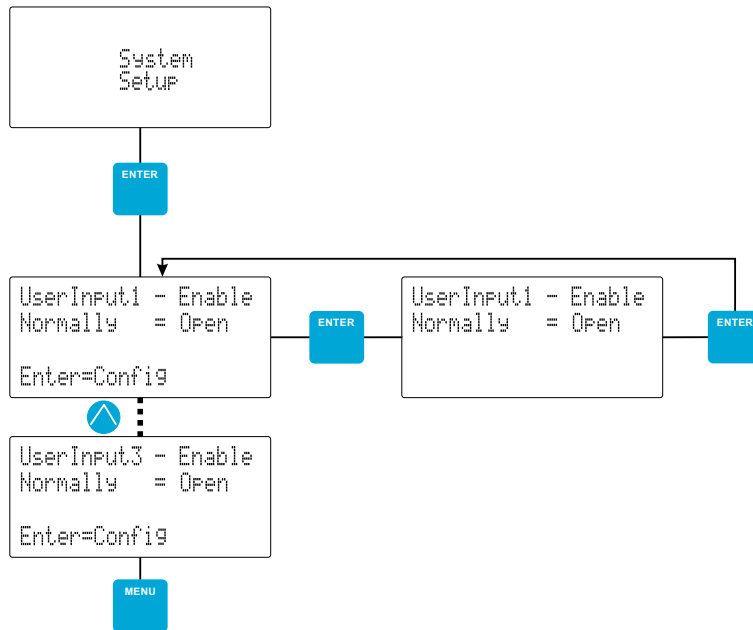 System
Setup
ENTER
UserInput1 - Enable
Normally = Open
Enter=Config
ENTER
UserInput1 - Enable
Normally = Open
ENTER
UserInput3 - Enable
Normally = Open
Enter=Config
MENU